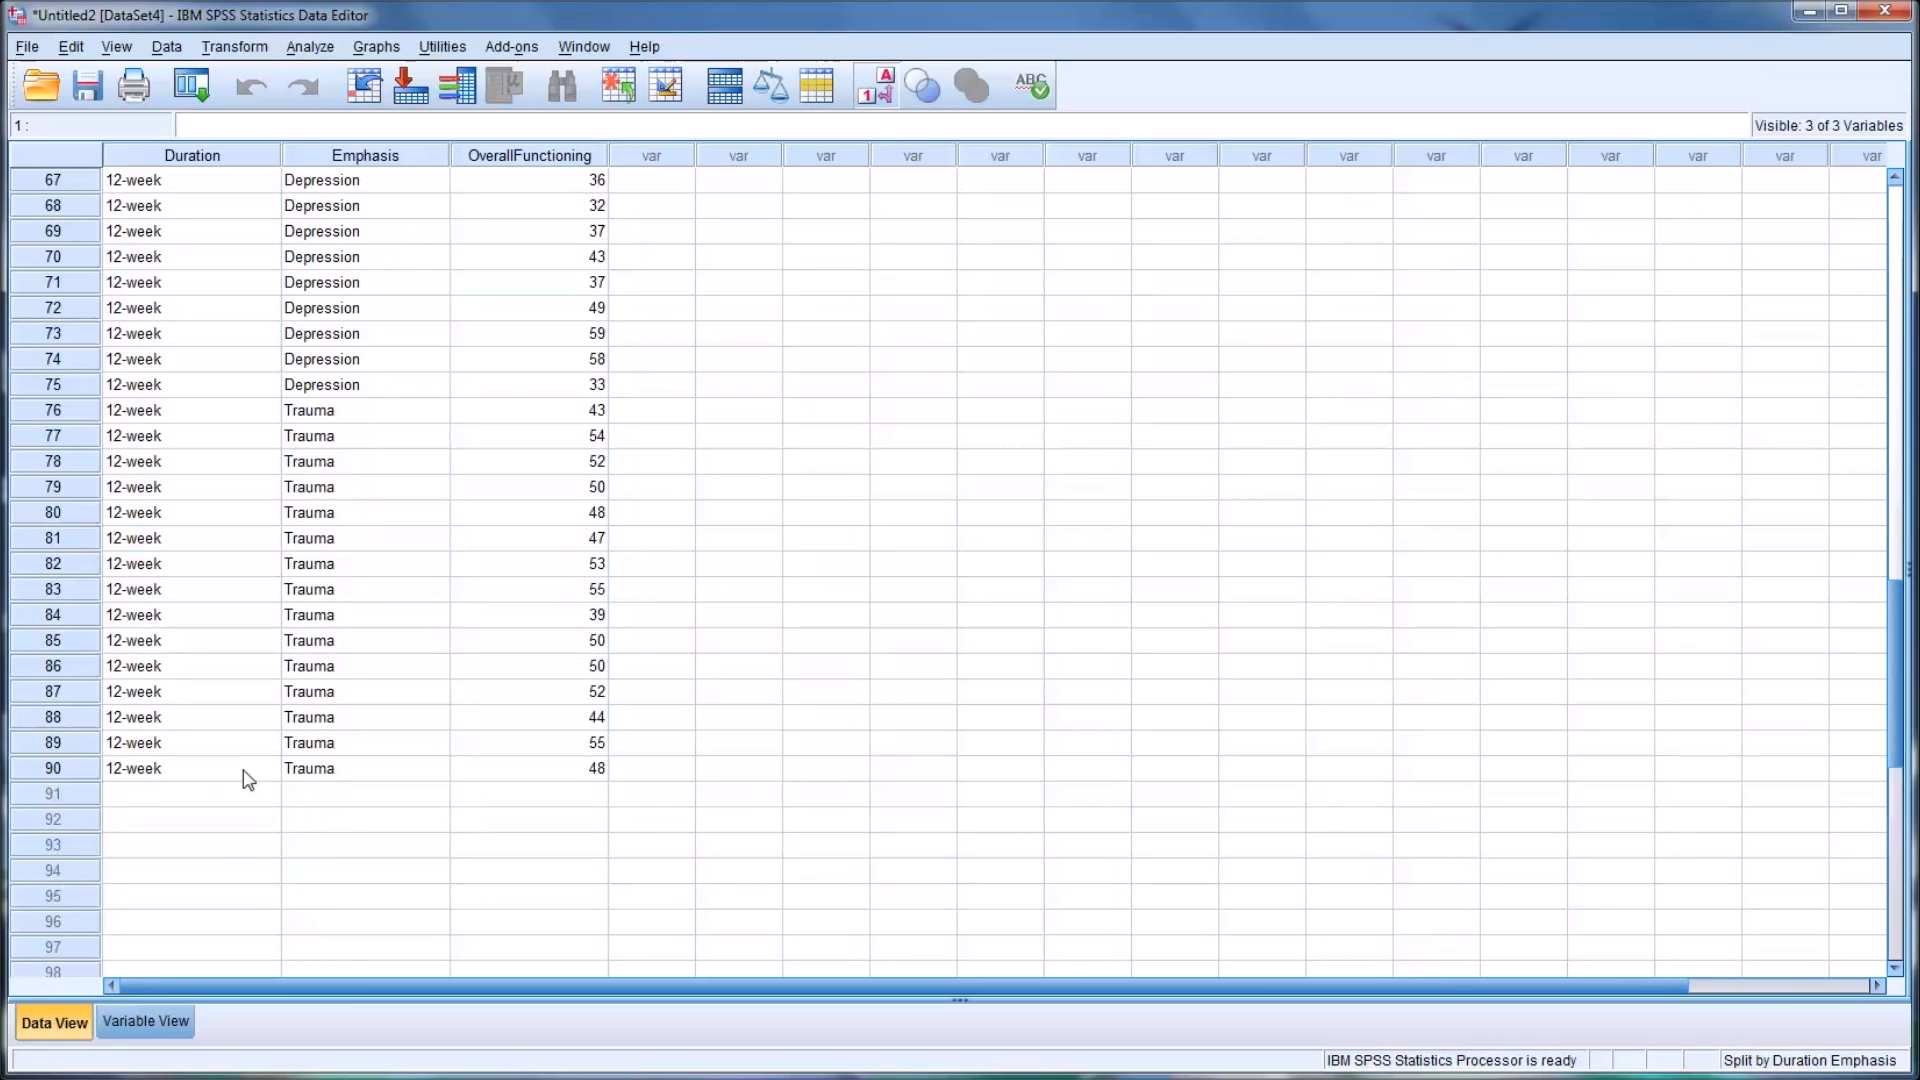 *Untitled2 [DataSet4] - IBM SPSS Statistics Data Editor
File Edit View Data Transform Analyze Graphs Utilities Add-ons Window Help
A
1
ABC
1 :
Visible: 3 of 3 Variables
Duration Emphasis OverallFunctioning var var var var var var var var var var var var var var var
67 12-week Depression 36
68 12-week Depression 32
69 12-week Depression 37
70 12-week Depression 43
71 12-week Depression 37
72 12-week Depression 49
73 12-week Depression 59
74 12-week Depression 58
75 12-week Depression 33
76 12-week Trauma 43
77 12-week Trauma 54
78 12-week Trauma 52
79 12-week Trauma 50
80 12-week Trauma 48
81 12-week Trauma 47
82 12-week Trauma 53
83 12-week Trauma 55
84 12-week Trauma 39
85 12-week Trauma 50
86 12-week Trauma 50
87 12-week Trauma 52
88 12-week Trauma 44
89 12-week Trauma 55
90 12-week Trauma 48
91
92
93
94
95
96
97
98
Data View Variable View
IBM SPSS Statistics Processor is ready Split by Duration Emphasis